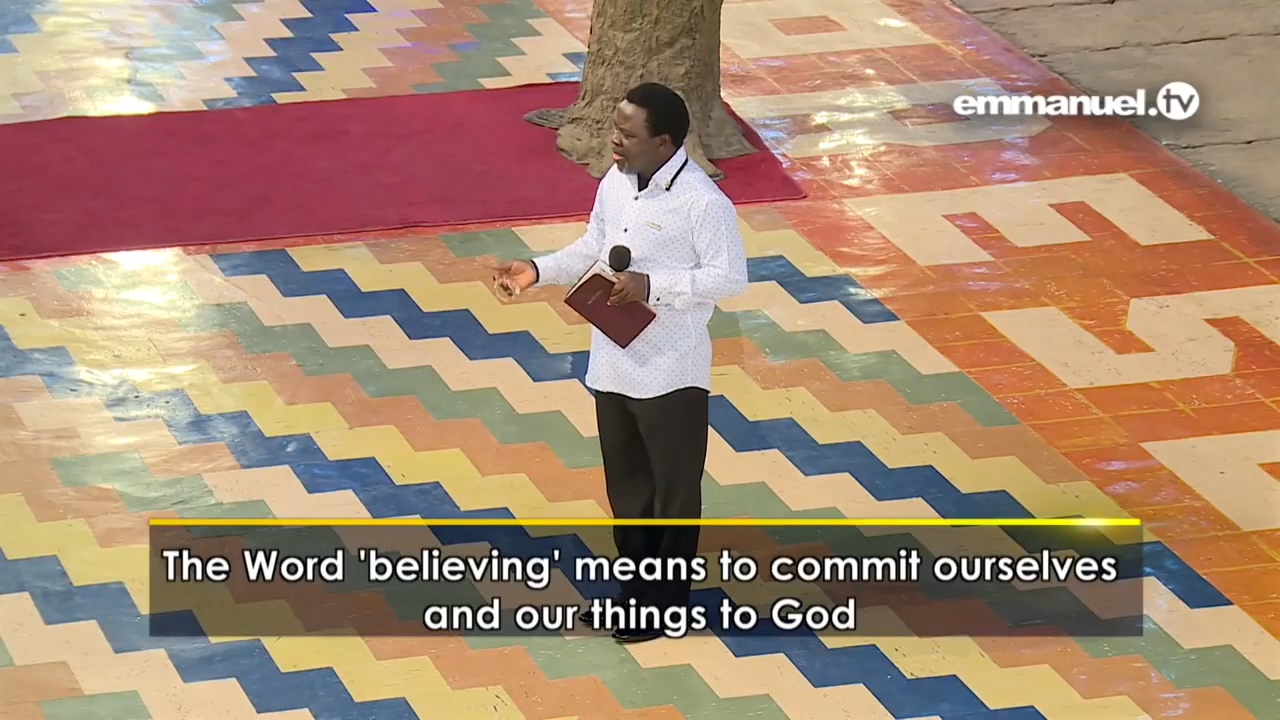 emmanuel.tv
The Word 'believing' means to commit ourselves
and our things to God